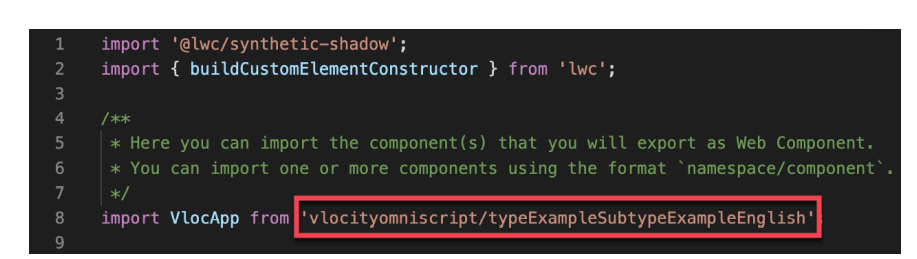 1 import '@lwc/synthetic-shadow';
2 import { buildCustomElementConstructor } from 'lwc';
3
4 /**
5 * Here you can import the component(s) that you will export as Web Component.
6 * You can import one or more components using the format `namespace/component`.
7 */
8 import VlocApp from 'vlocityomniscript/typeExampleSubtypeExampleEnglish';
9